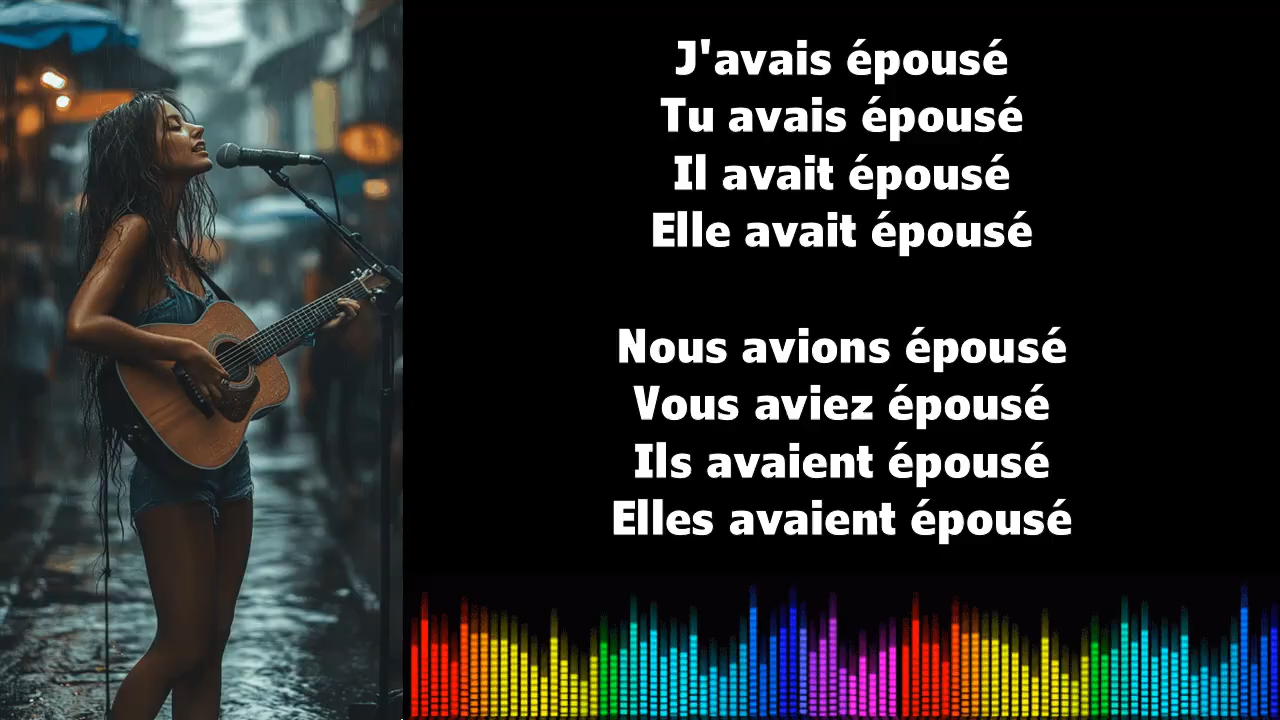 J'avais épousé
Tu avais épousé
Il avait épousé
Elle avait épousé
Nous avions épousé
Vous aviez épousé
Ils avaient épousé
Elles avaient épousé